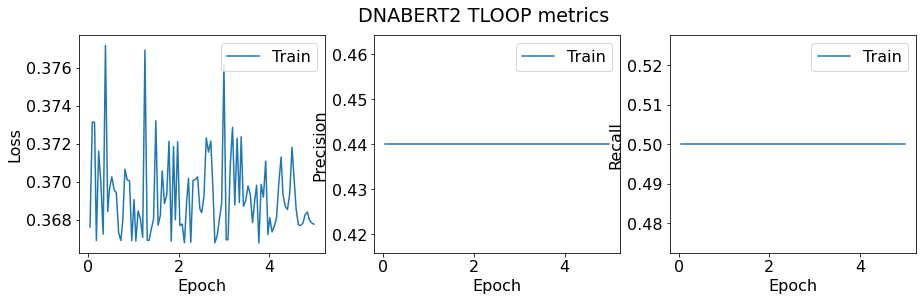 DNABERT2 TLOOP metrics
Loss
0.376
0.374
0.372
0.370
0.368
Train
0 2 4
Epoch
Precision
0.46
0.45
0.44
0.43
0.42
Train
0 2 4
Epoch
Recall
0.52
0.51
0.50
0.49
0.48
Train
0 2 4
Epoch